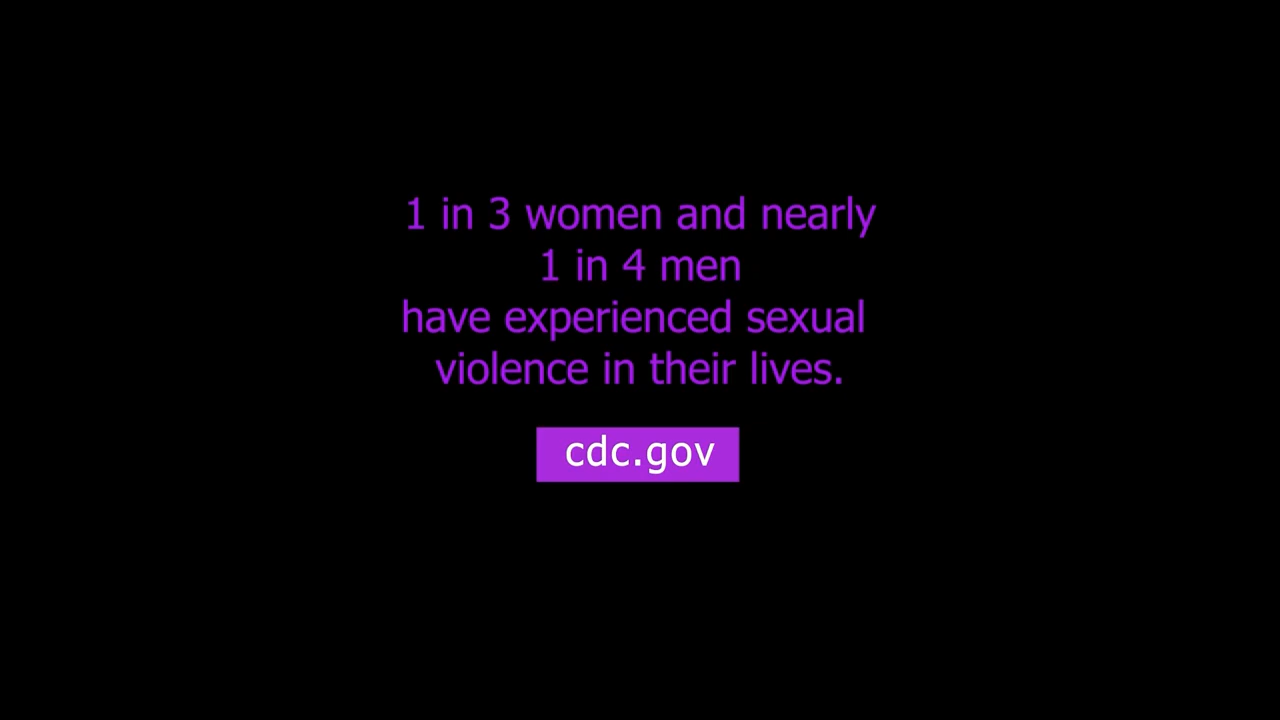 1 in 3 women and nearly
1 in 4 men
have experienced sexual
violence in their lives.
cdc.gov